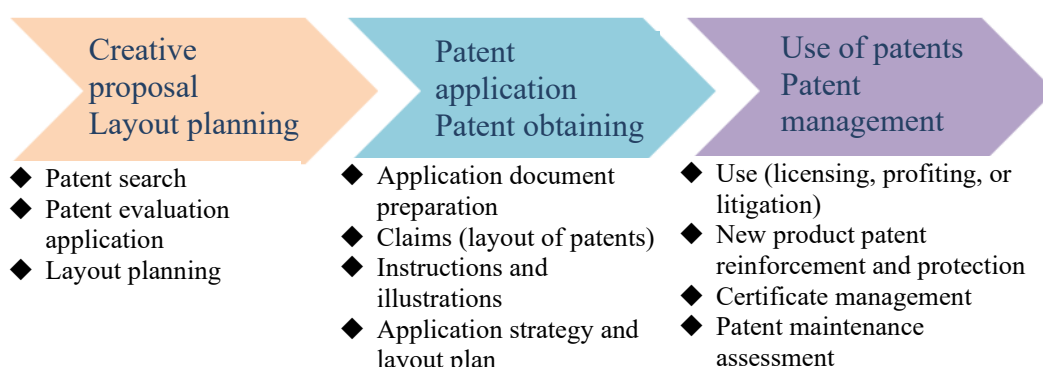 Creative
proposal
Layout planning
◆ Patent search
◆ Patent evaluation
application
◆ Layout planning
Patent
application
Patent obtaining
◆ Application document
preparation
◆ Claims (layout of patents)
◆ Instructions and
illustrations
◆ Application strategy and
layout plan
Use of patents
Patent
management
◆ Use (licensing, profiting, or
litigation)
◆ New product patent
reinforcement and protection
◆ Certificate management
◆ Patent maintenance
assessment